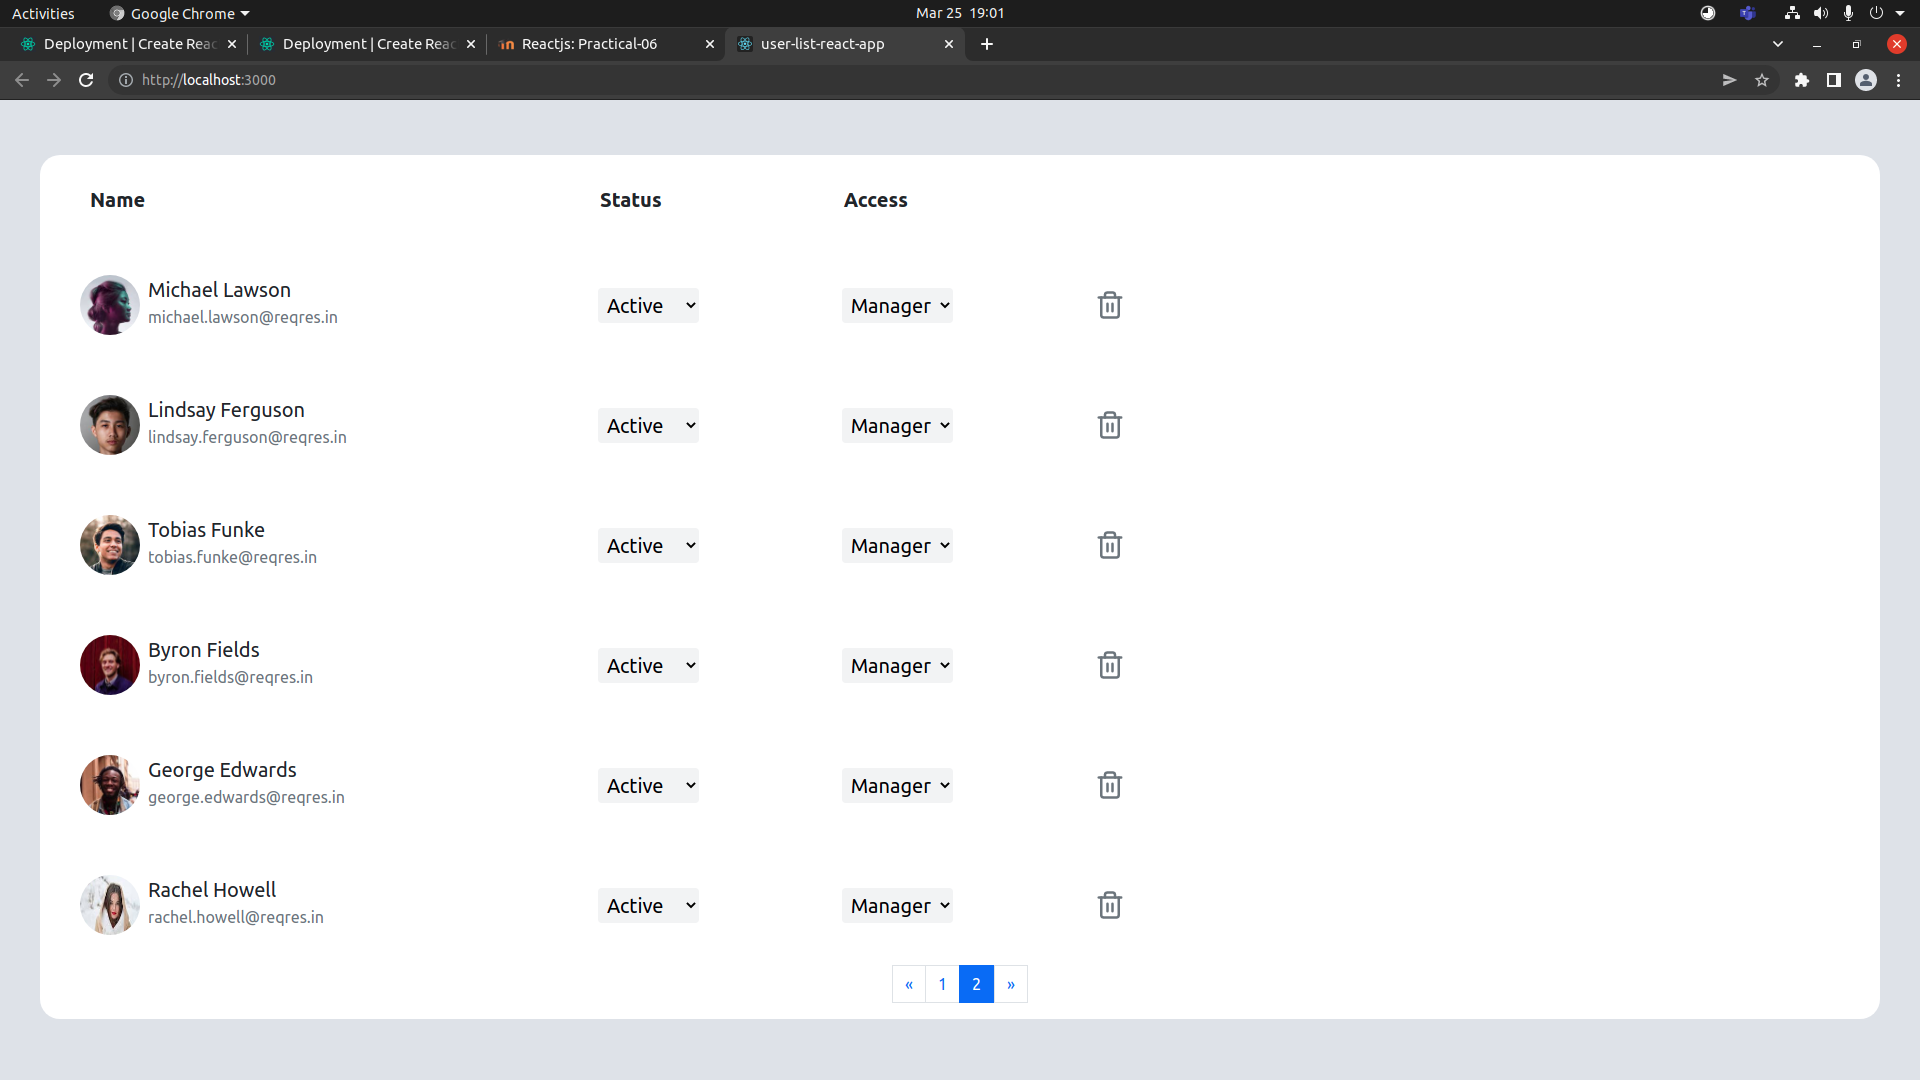 Activities
Google Chrome
Mar 25 19:01
Deployment | Create Reac
Deployment | Create Reac
Reactjs: Practical-06
user-list-react-app
http://localhost:3000
Name Status Access
Michael Lawson
michael.lawson@reqres.in
Active Manager
Lindsay Ferguson
lindsay.ferguson@reqres.in
Active Manager
Tobias Funke
tobias.funke@reqres.in
Active Manager
Byron Fields
byron.fields@reqres.in
Active Manager
George Edwards
george.edwards@reqres.in
Active Manager
Rachel Howell
rachel.howell@reqres.in
Active Manager
« 1 2 »